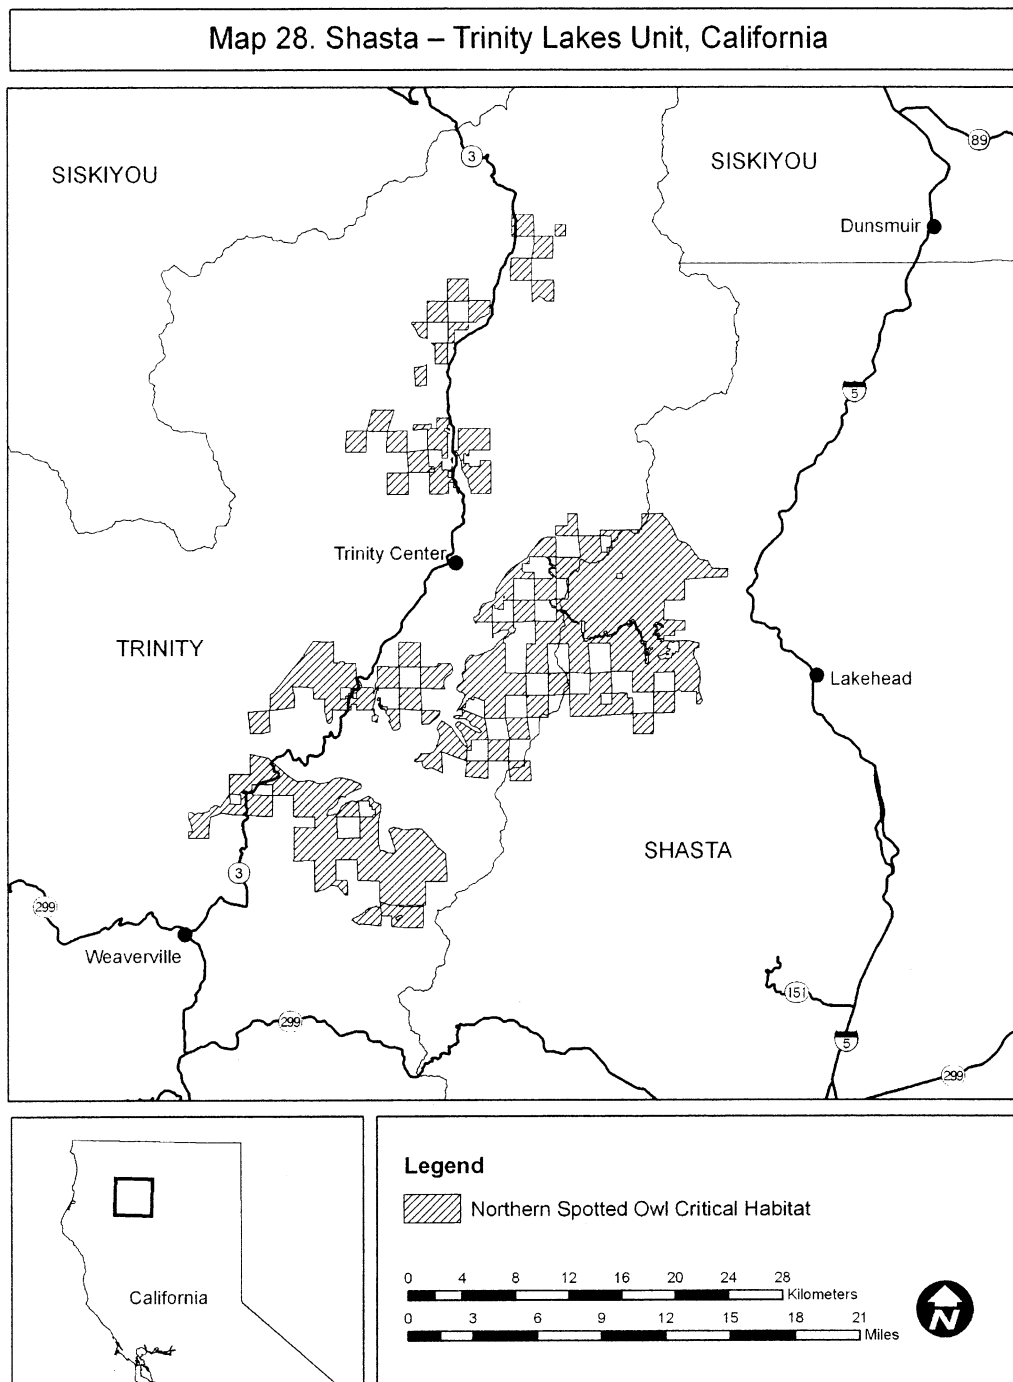 Map 28. Shasta – Trinity Lakes Unit, California
SISKIYOU
3
SISKIYOU
89
Dunsmuir
5
Trinity Center
TRINITY
Lakehead
SHASTA
3
299
Weaverville
151
299
5
299
California
Legend
Northern Spotted Owl Critical Habitat
0 4 8 12 16 20 24 28
Kilometers
0 3 6 9 12 15 18 21
Miles
N